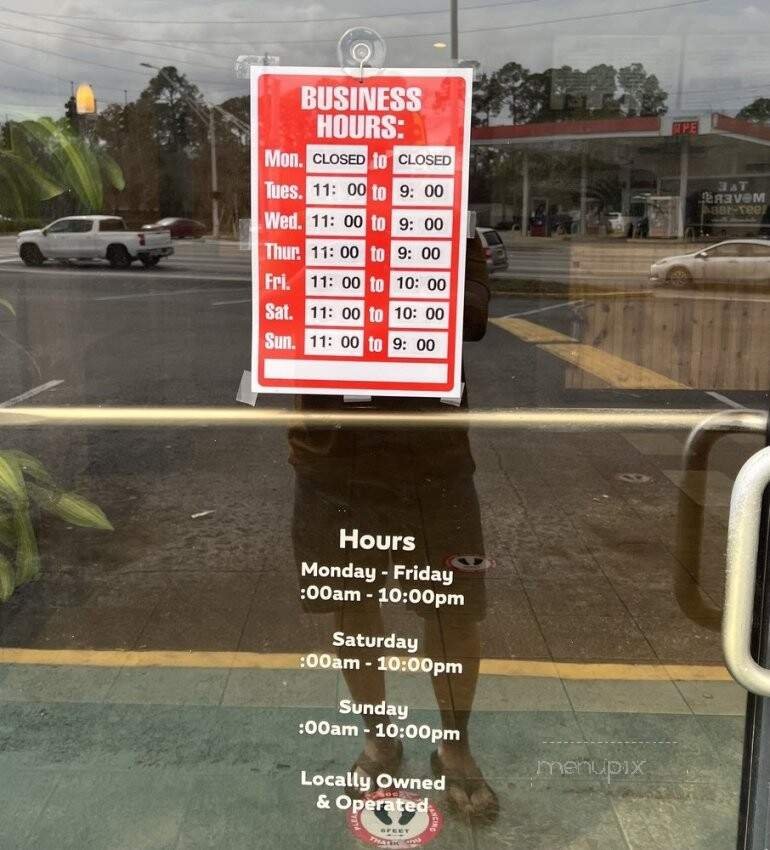 BUSINESS
HOURS:
Mon. CLOSED to CLOSED
Tues. 11: 00 to 9: 00
Wed. 11: 00 to 9: 00
Thur. 11: 00 to 9: 00
Fri. 11: 00 to 10: 00
Sat. 11: 00 to 10: 00
Sun. 11: 00 to 9: 00
Hours
Monday - Friday
:00am - 10:00pm
Saturday
:00am - 10:00pm
Sunday
:00am - 10:00pm
menupix
Locally Owned
& Operated
6FEET